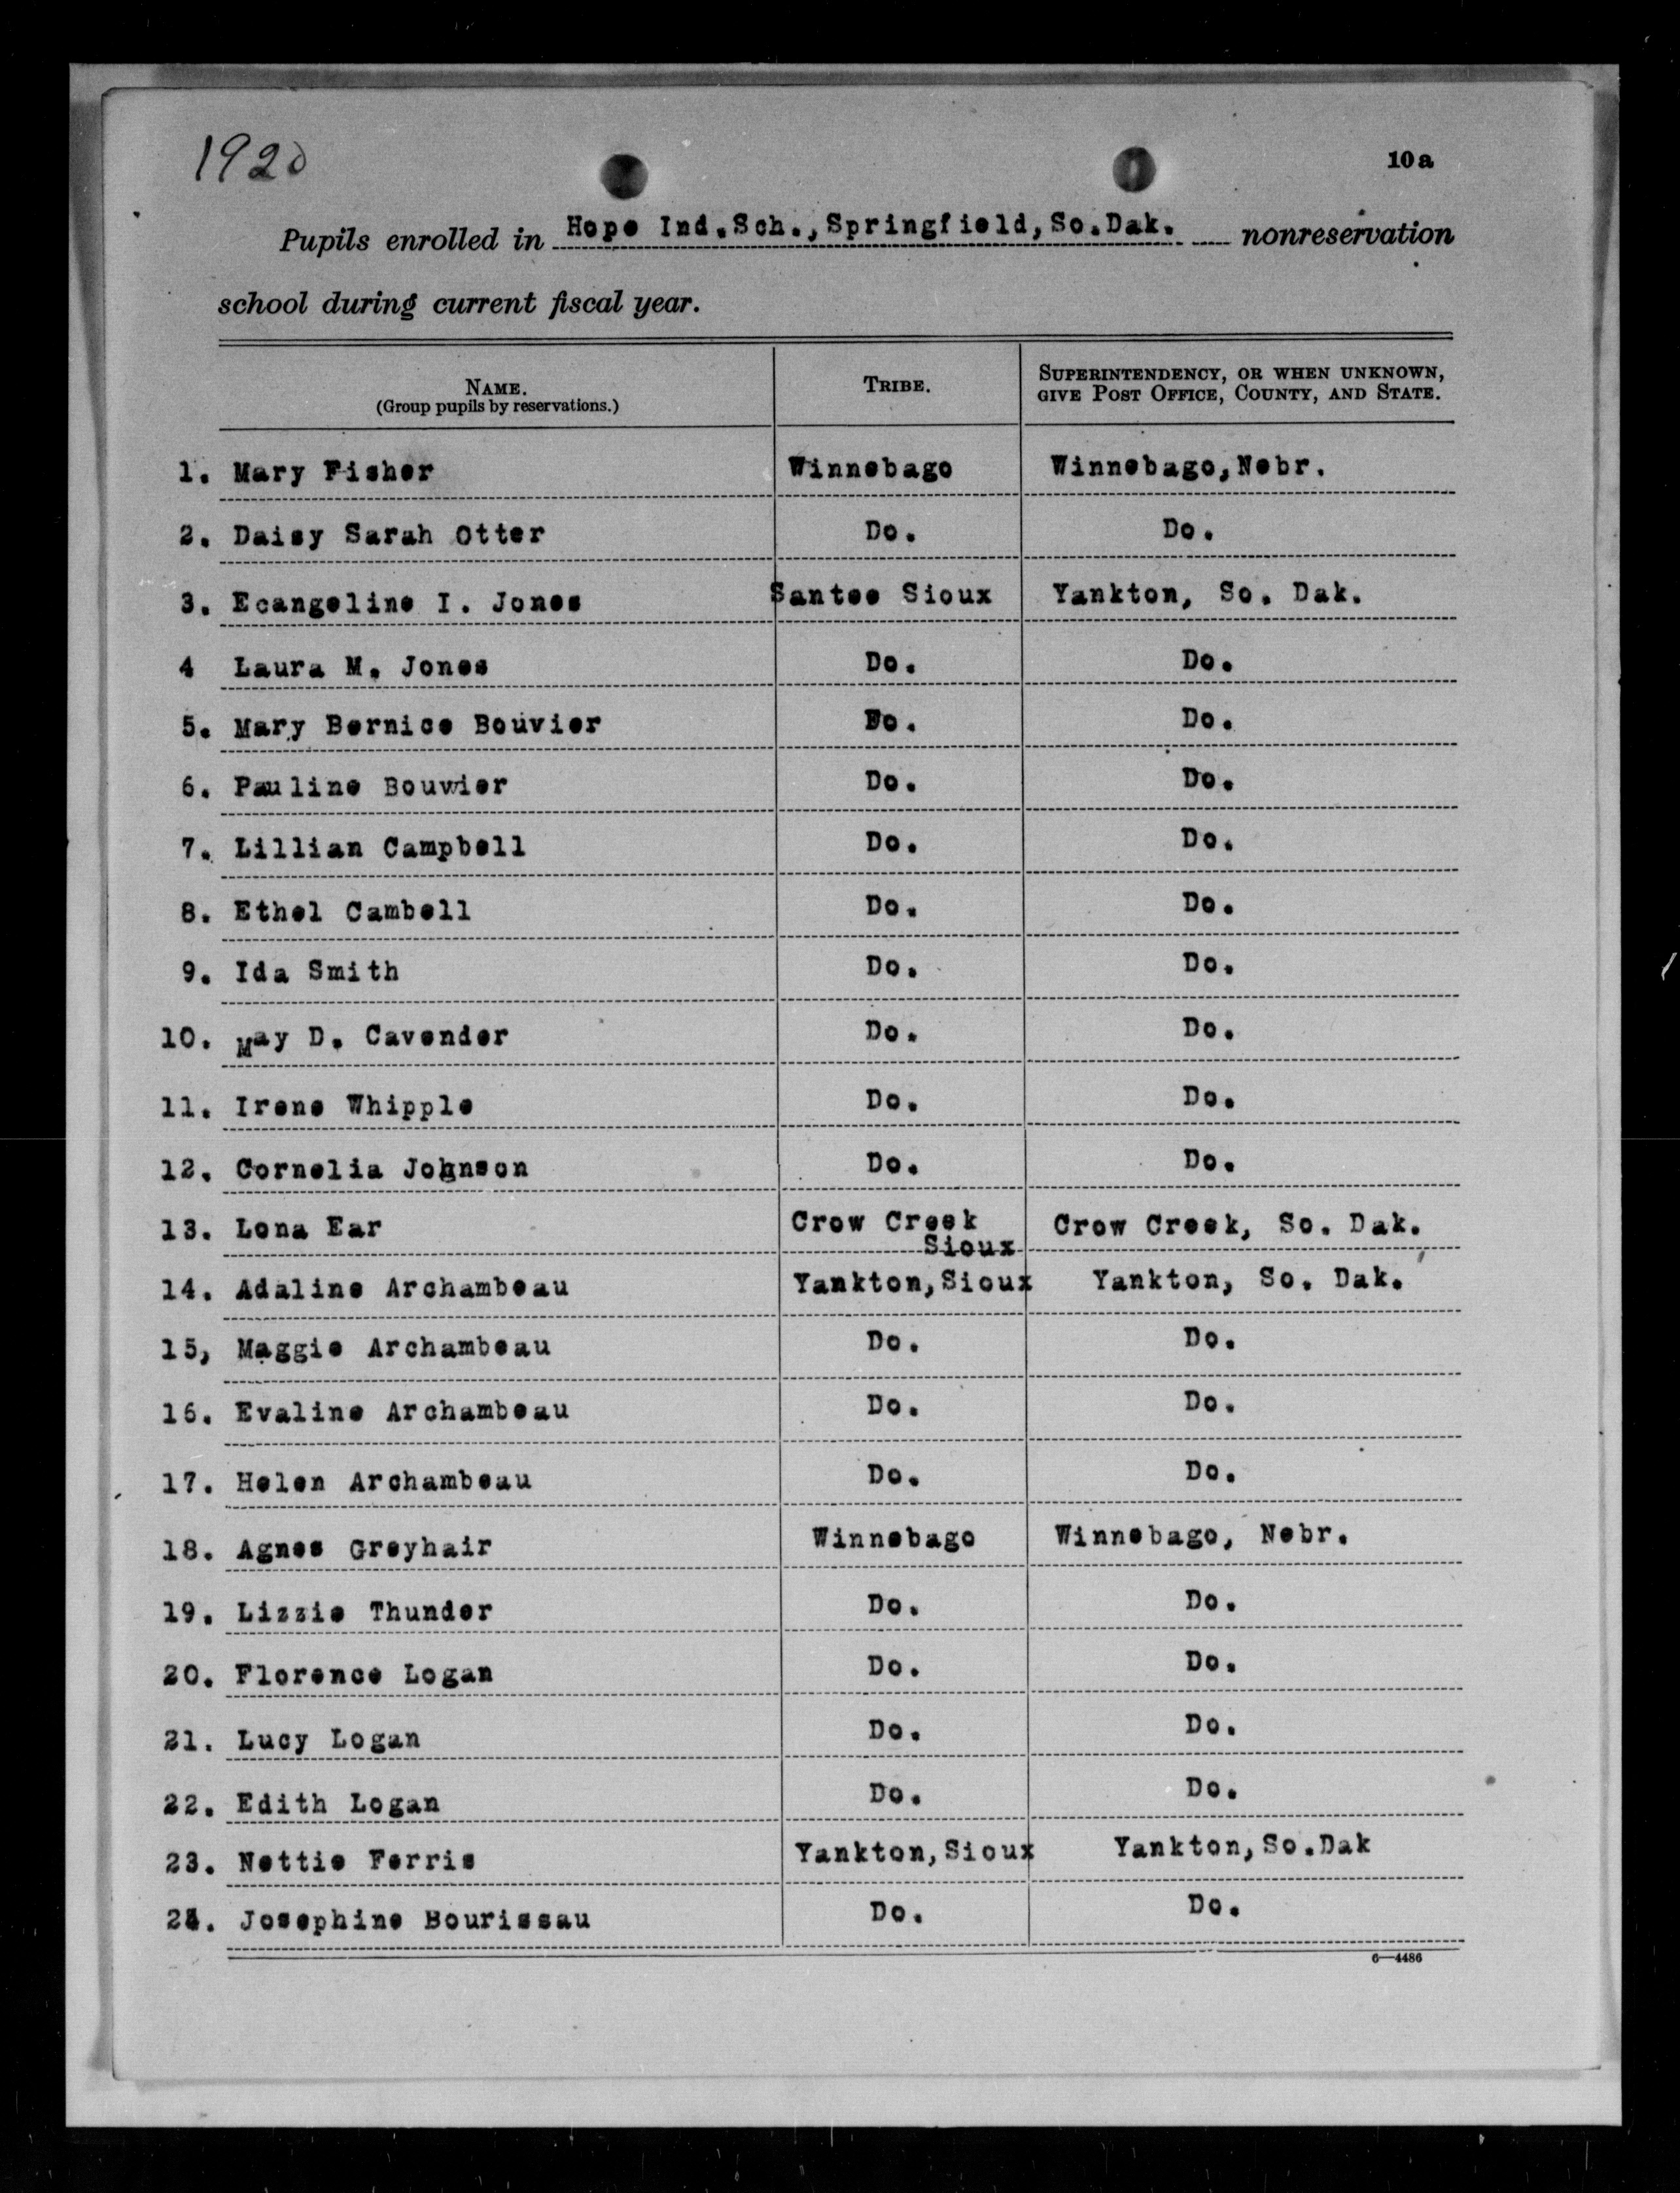 1920
10a
Pupils enrolled in Hope Ind.Sch.,Springfield,So.Dak. nonreservation
school during current fiscal year.
NAME. TRIBE. SUPERINTENDENCY, OR WHEN UNKNOWN,
(Group pupils by reservations.) GIVE POST OFFICE, COUNTY, AND STATE.
1. Mary Fisher Winnebago Winnebago,Nebr.
2. Daisy Sarah Otter Do. Do.
3. Ecangeline I. Jones Santee Sioux Yankton, So. Dak.
4 Laura M. Jones Do. Do.
5. Mary Bernice Bouvier Do. Do.
6. Pauline Bouvier Do. Do.
7. Lillian Campbell Do. Do.
8. Ethel Cambell Do. Do.
9. Ida Smith Do. Do.
10. May D. Cavender Do. Do.
11. Irene Whipple Do. Do.
12. Cornelia Johnson Do. Do.
13. Lona Ear Crow Creek Crow Creek, So. Dak.
Sioux
14. Adaline Archambeau Yankton,Sioux Yankton, So. Dak.
15, Maggie Archambeau Do. Do.
16. Evaline Archambeau Do. Do.
17. Helen Archambeau Do. Do.
18. Agnes Greyhair Winnebago Winnebago, Nebr.
19. Lizzie Thunder Do. Do.
20. Florence Logan Do. Do.
21. Lucy Logan Do. Do.
22. Edith Logan Do. Do.
23. Nettie Ferris Yankton,Sioux Yankton,So.Dak
24. Josephine Bourissau Do. Do.
6—4486